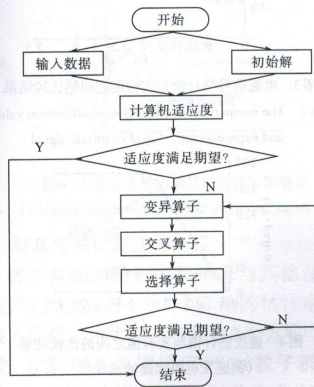 开始
输入数据
初始解
计算机适应度
Y
适应度满足期望?
N
变异算子
交叉算子
选择算子
适应度满足期望?
N
Y
结束